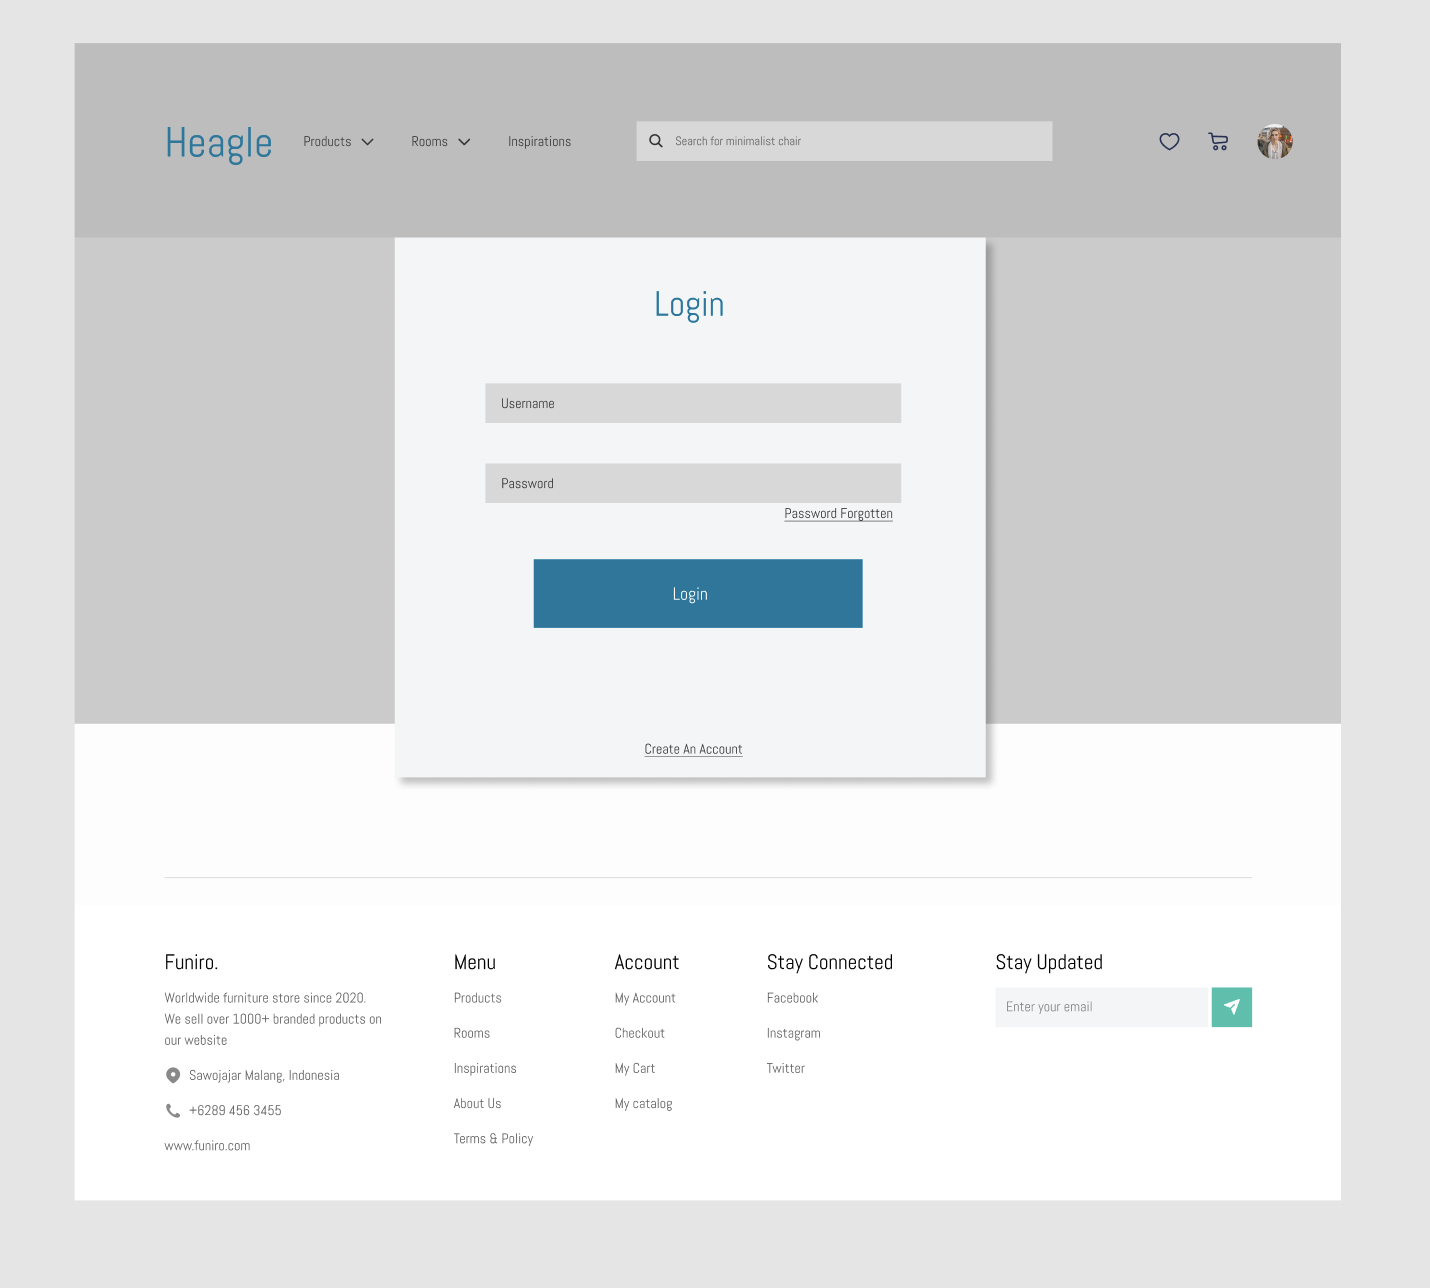 Heagle
Products
Rooms
Inspirations
Search for minimalist chair
Login
Username
Password
Password Forgotten
Login
Create An Account
Funiro.
Worldwide furniture store since 2020.
We sell over 1000+ branded products on
our website
Sawojajar Malang, Indonesia
+6289 456 3455
www.funiro.com
Menu
Products
Rooms
Inspirations
About Us
Terms & Policy
Account
My Account
Checkout
My Cart
My catalog
Stay Connected
Facebook
Instagram
Twitter
Stay Updated
Enter your email